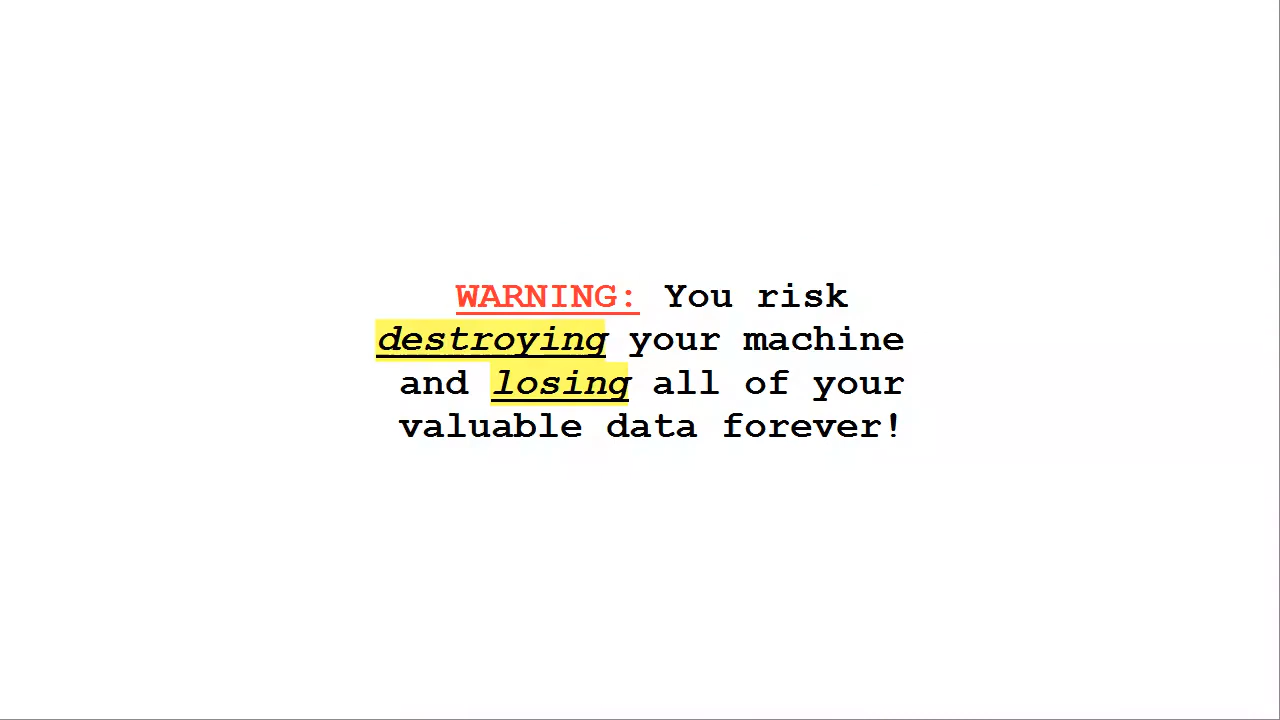 WARNING: You risk
destroying your machine
and losing all of your
valuable data forever!